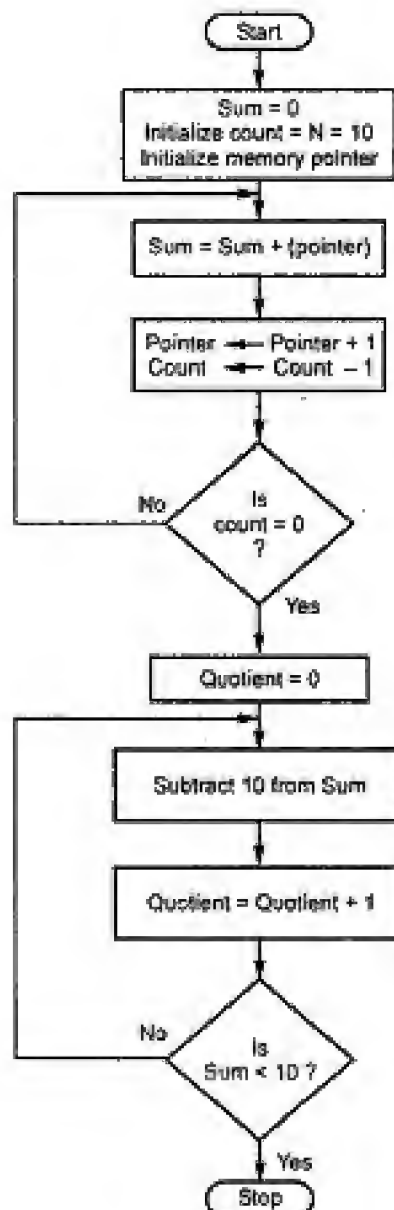 Start
Sum = 0
Initialize count = N = 10
Initialize memory pointer
Sum = Sum + (pointer)
Pointer ← Pointer + 1
Count ← Count – 1
No
Is
count = 0
?
Yes
Quotient = 0
Subtract 10 from Sum
Quotient = Quotient + 1
No
Is
Sum < 10 ?
Yes
Stop